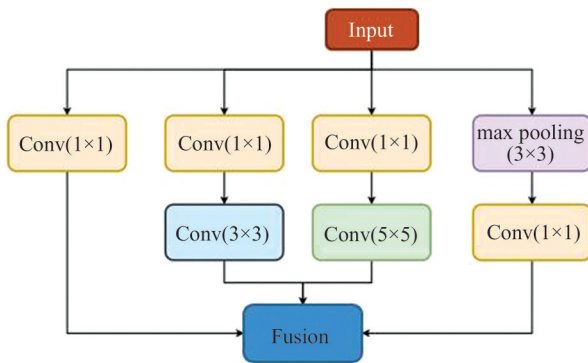 Input
Conv(1×1)
Conv(1×1)
Conv(1×1)
max pooling
(3×3)
Conv(3×3)
Conv(5×5)
Conv(1×1)
Fusion